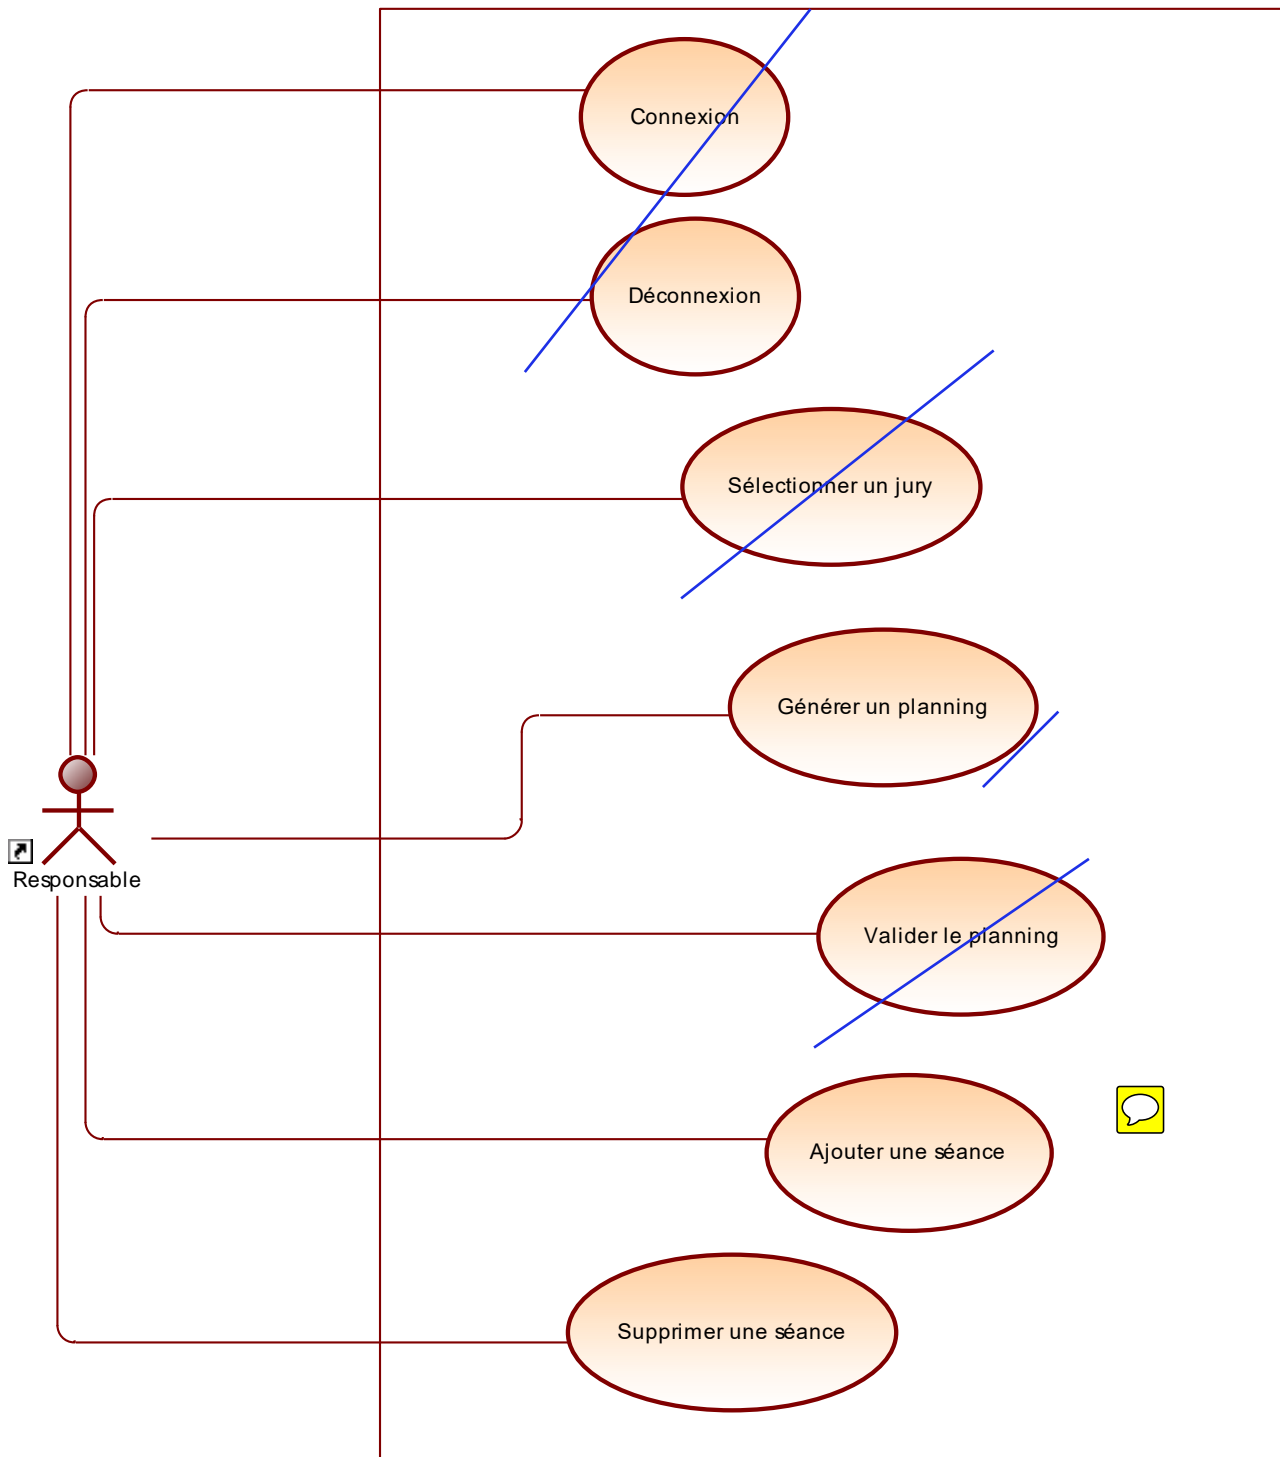 Connexion
Déconnexion
Sélectionner un jury
Générer un planning
Responsable
Valider le planning
Ajouter une séance
Supprimer une séance